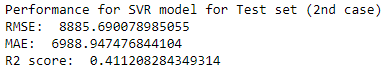 Performance for SVR model for Test set (2nd case)
RMSE:  8885.690078985055
MAE:  6988.947476844104
R2 score:  0.411208284349314